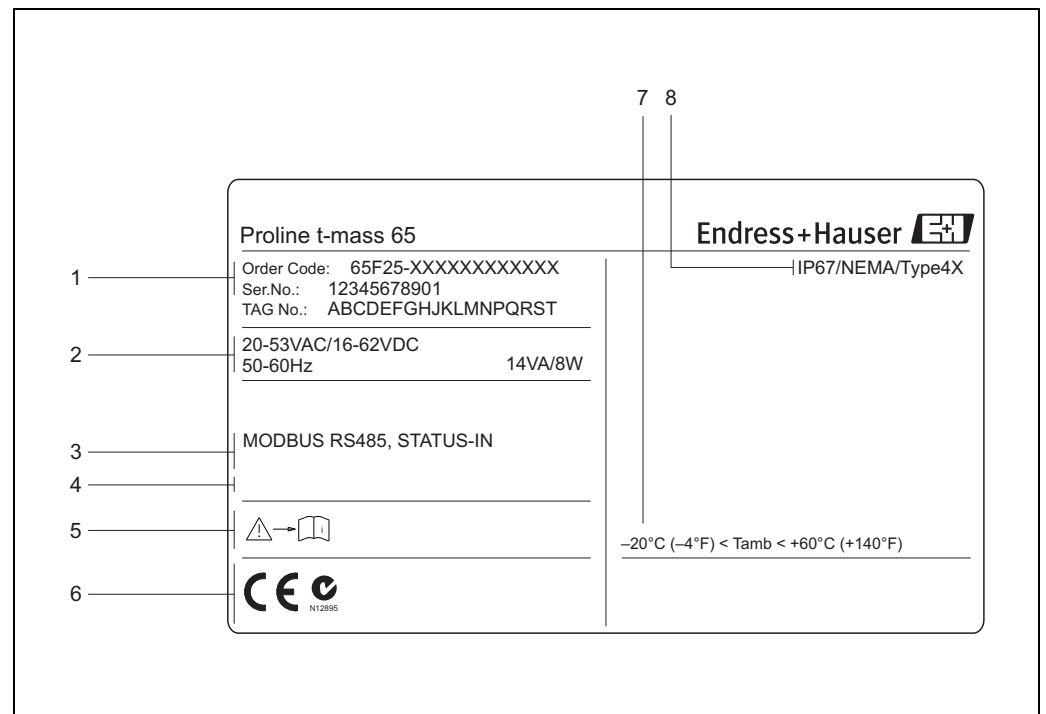 7 8
Proline t-mass 65
Endress+Hauser EH
1
Order Code: 65F25-XXXXXXXXXXXX
Ser.No.: 12345678901
TAG No.: ABCDEFGHJKLMNPQRST
IP67/NEMA/Type4X
2
20-53VAC/16-62VDC
50-60Hz 14VA/8W
3
MODBUS RS485, STATUS-IN
4
5
i
–20°C (–4°F) < Tamb < +60°C (+140°F)
6
CE
N12895